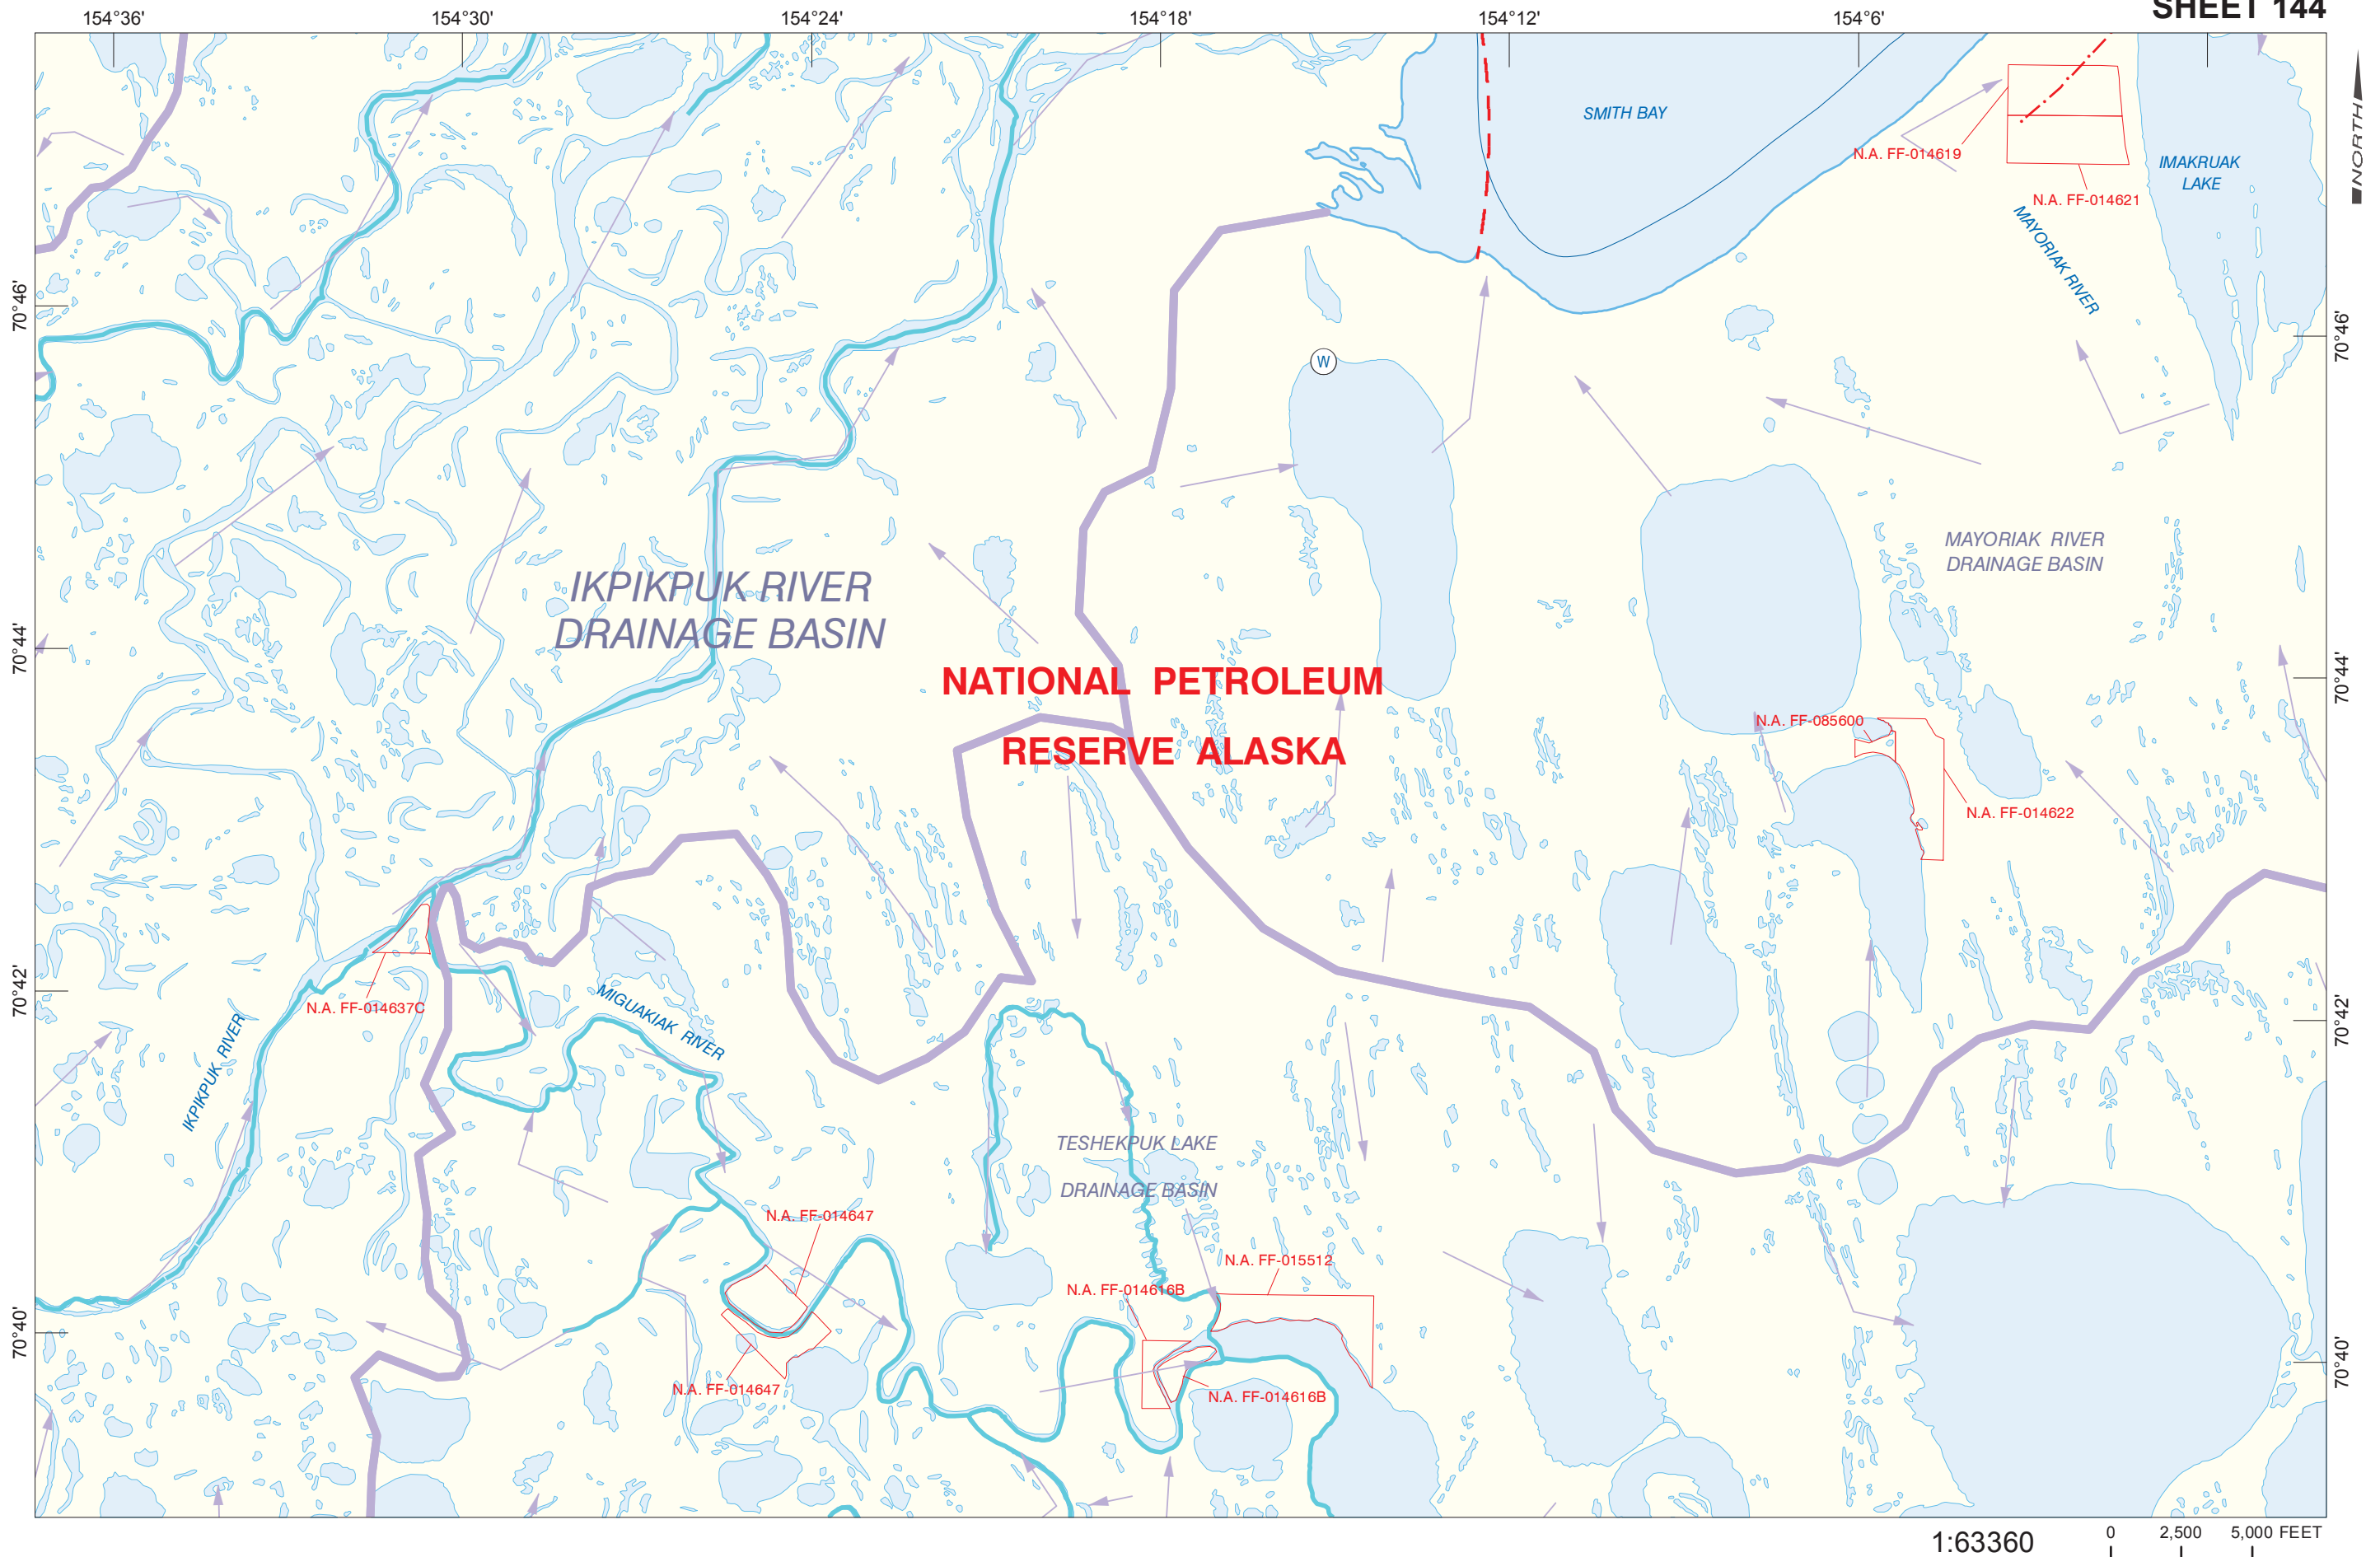 SHEET 144
154°36'
154°30'
154°24'
154°18'
154°12'
154°6'
NORTH
SMITH BAY
N.A. FF-014619
IMAKRUAK
LAKE
N.A. FF-014621
MAYORIAK RIVER
70°46'
70°46'
W
MAYORIAK RIVER
DRAINAGE BASIN
IKPIKPUK RIVER
DRAINAGE BASIN
70°44'
70°44'
NATIONAL PETROLEUM
RESERVE ALASKA
N.A. FF-085600
N.A. FF-014622
70°42'
70°42'
N.A. FF-014637C
MIGUAKIAK RIVER
IKPIKPUK RIVER
TESHEKPUK LAKE
DRAINAGE BASIN
N.A. FF-014647
N.A. FF-015512
N.A. FF-014616B
70°40'
70°40'
N.A. FF-014647
N.A. FF-014616B
1:63360
0 2,500 5,000 FEET